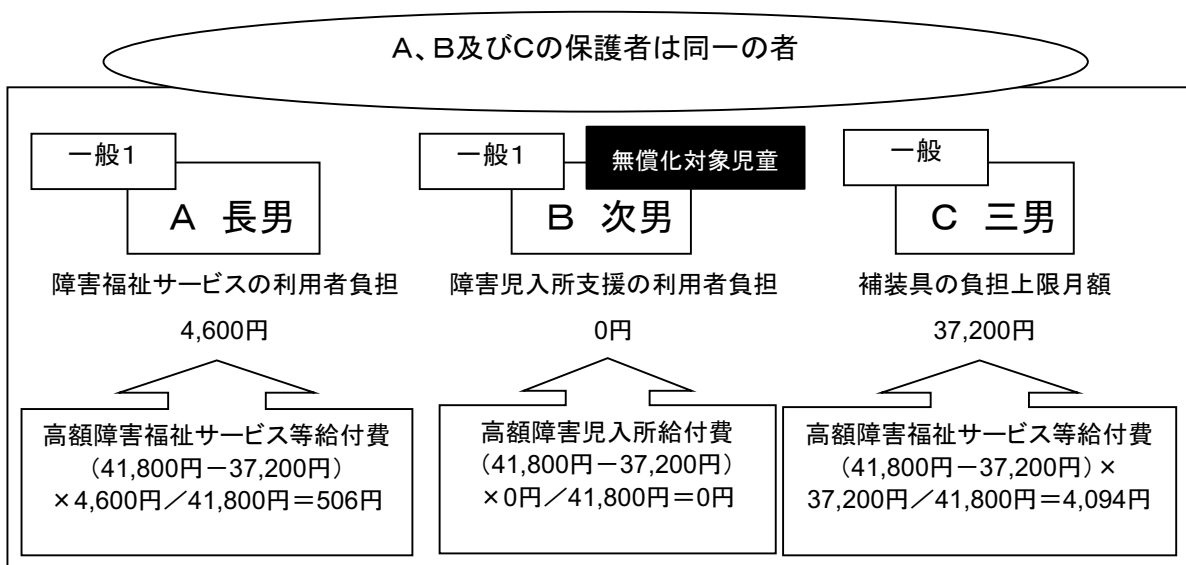 A、B及びCの保護者は同一の者
一般1
A 長男
障害福祉サービスの利用者負担
4,600円
高額障害福祉サービス等給付費
(41,800円－37,200円)
×4,600円／41,800円＝506円
一般1
無償化対象児童
B 次男
障害児入所支援の利用者負担
0円
高額障害児入所給付費
(41,800円－37,200円)
×0円／41,800円＝0円
一般
C 三男
補装具の負担上限月額
37,200円
高額障害福祉サービス等給付費
(41,800円－37,200円)×
37,200円／41,800円＝4,094円